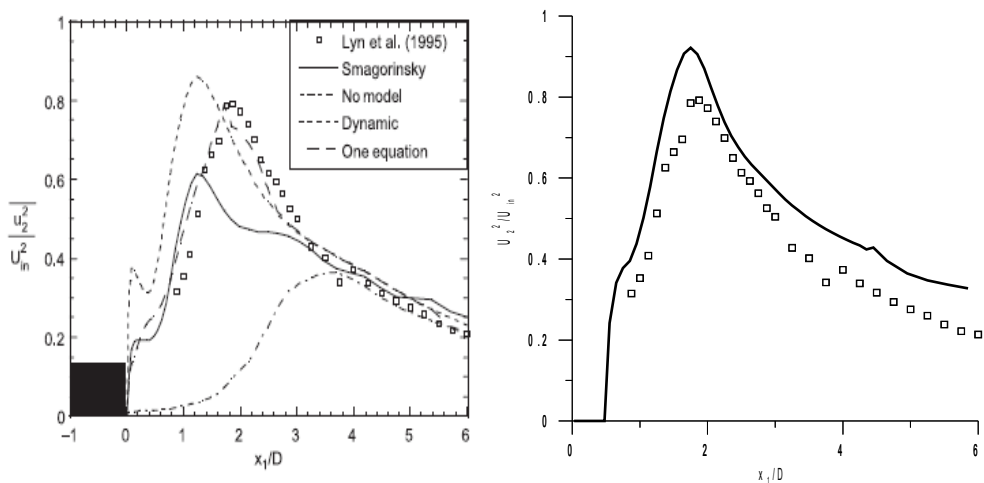 1
0.8
0.6
0.4
0.2
0
u₂²
U²in
Lyn et al. (1995)
Smagorinsky
No model
Dynamic
One equation
–1 0 1 2 3 4 5 6
x₁/D
1
0.8
0.6
0.4
0.2
0
U₂²/U in²
0 2 4 6
x₁/D